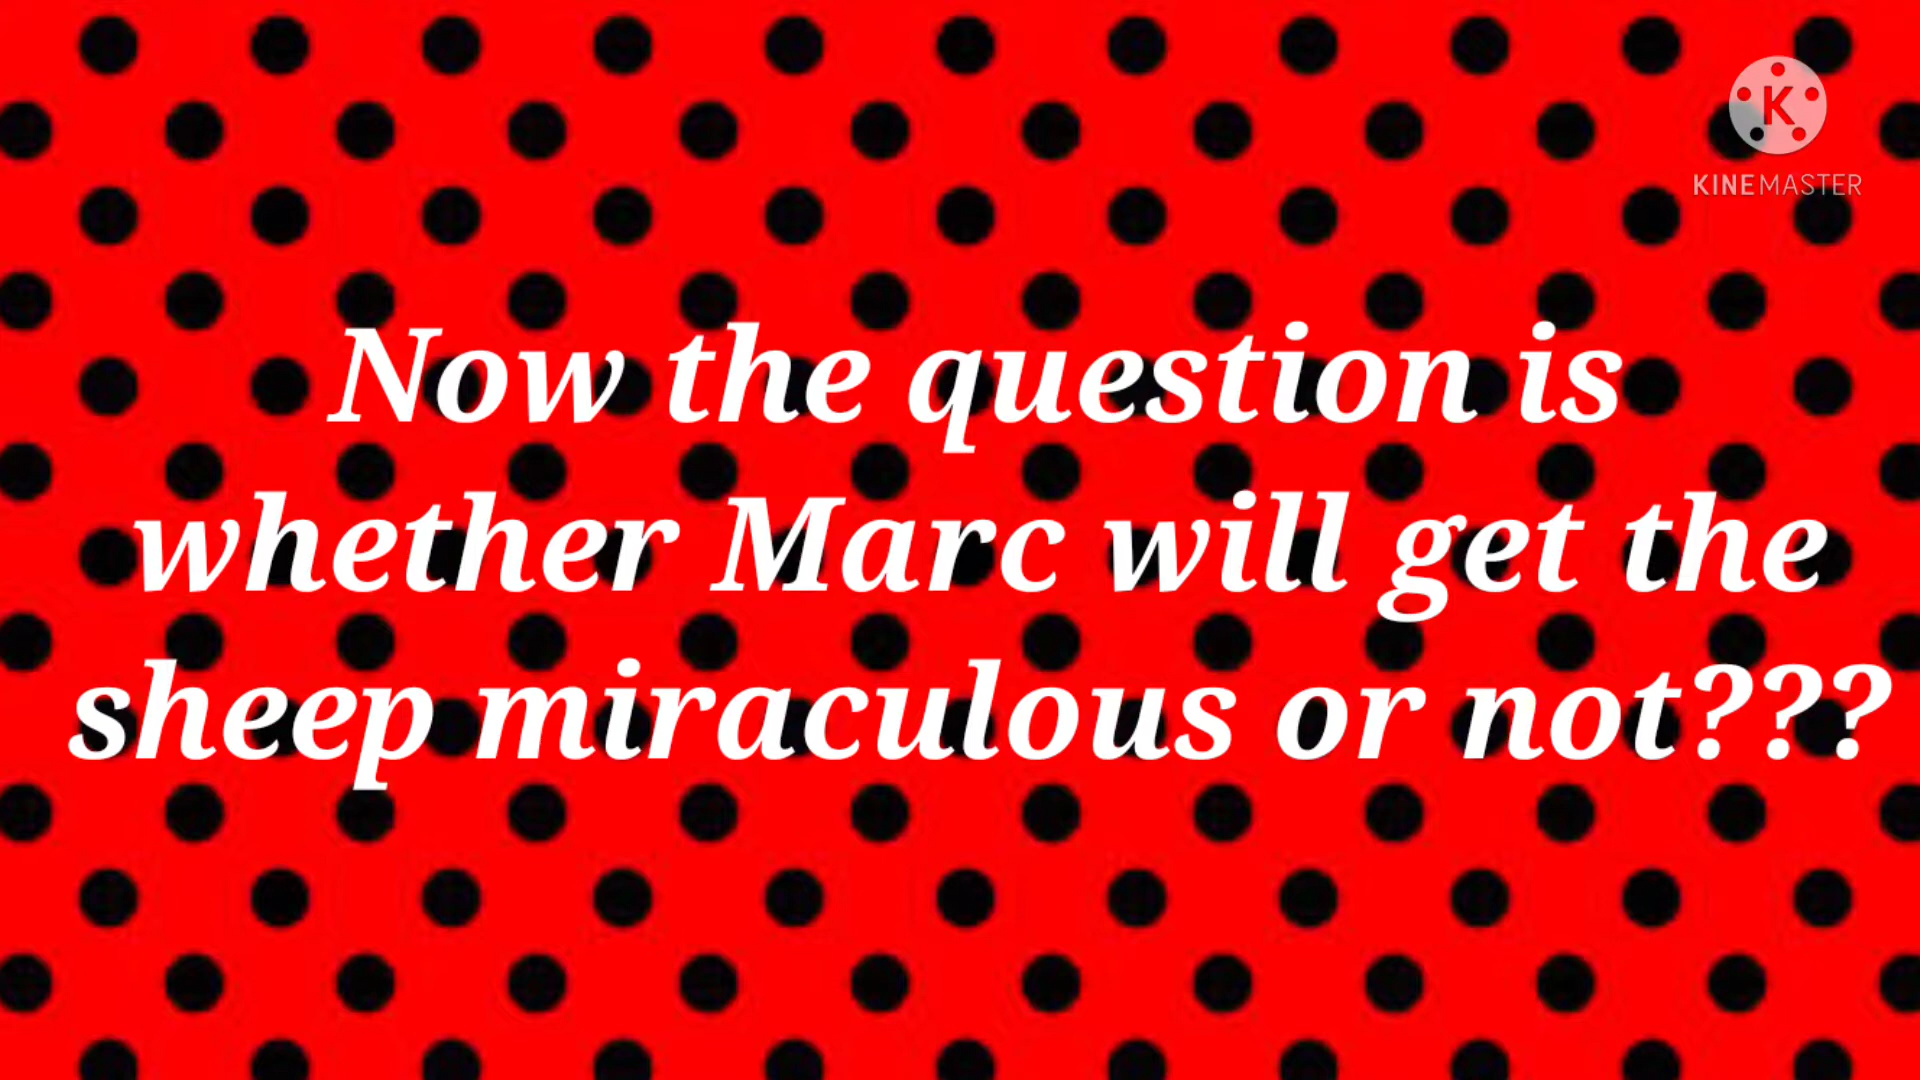 K
KINEMASTER
Now the question is
whether Marc will get the
sheep miraculous or not???